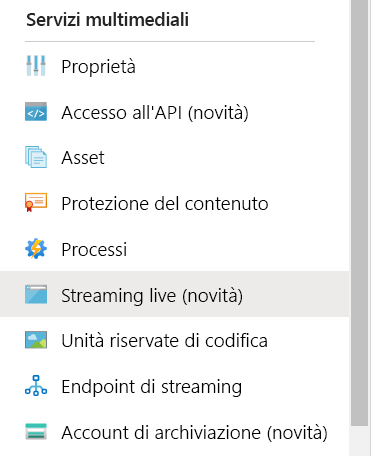 Servizi multimediali
Proprietà
Accesso all'API (novità)
Asset
Protezione del contenuto
Processi
Streaming live (novità)
Unità riservate di codifica
Endpoint di streaming
Account di archiviazione (novità)